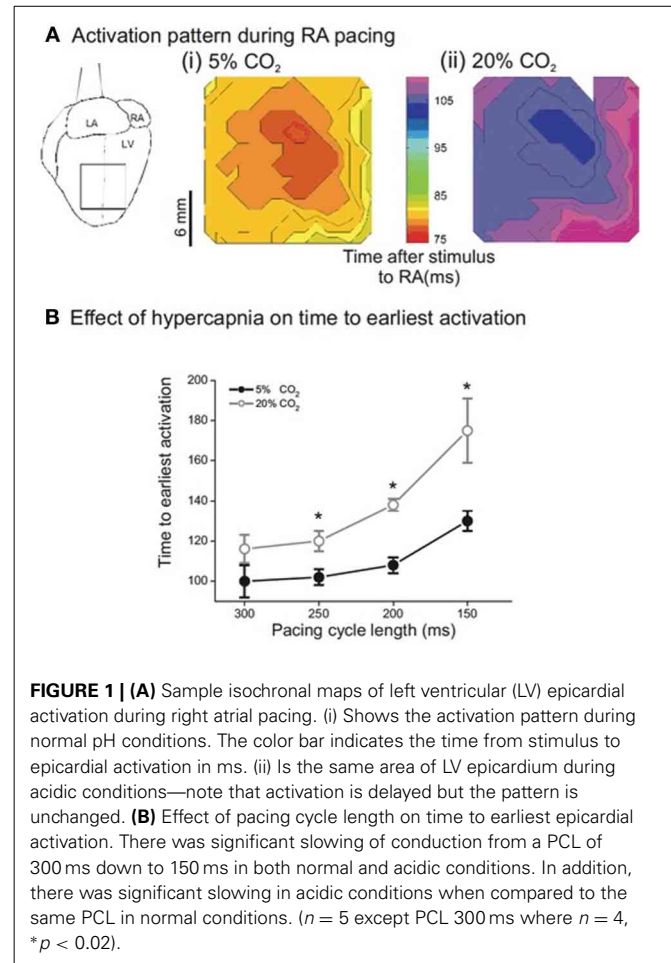 A Activation pattern during RA pacing
(i) 5% CO₂
(ii) 20% CO₂
LA
RA
LV
6 mm
105
95
85
75
Time after stimulus
to RA(ms)
B Effect of hypercapnia on time to earliest activation
Time to earliest activation
200
180
160
140
120
100
5% CO₂
20% CO₂
*
*
*
300
250
200
150
Pacing cycle length (ms)
FIGURE 1 | (A) Sample isochronal maps of left ventricular (LV) epicardial
activation during right atrial pacing. (i) Shows the activation pattern during
normal pH conditions. The color bar indicates the time from stimulus to
epicardial activation in ms. (ii) Is the same area of LV epicardium during
acidic conditions—note that activation is delayed but the pattern is
unchanged. (B) Effect of pacing cycle length on time to earliest epicardial
activation. There was significant slowing of conduction from a PCL of
300 ms down to 150 ms in both normal and acidic conditions. In addition,
there was significant slowing in acidic conditions when compared to the
same PCL in normal conditions. (n = 5 except PCL 300 ms where n = 4,
*p < 0.02).